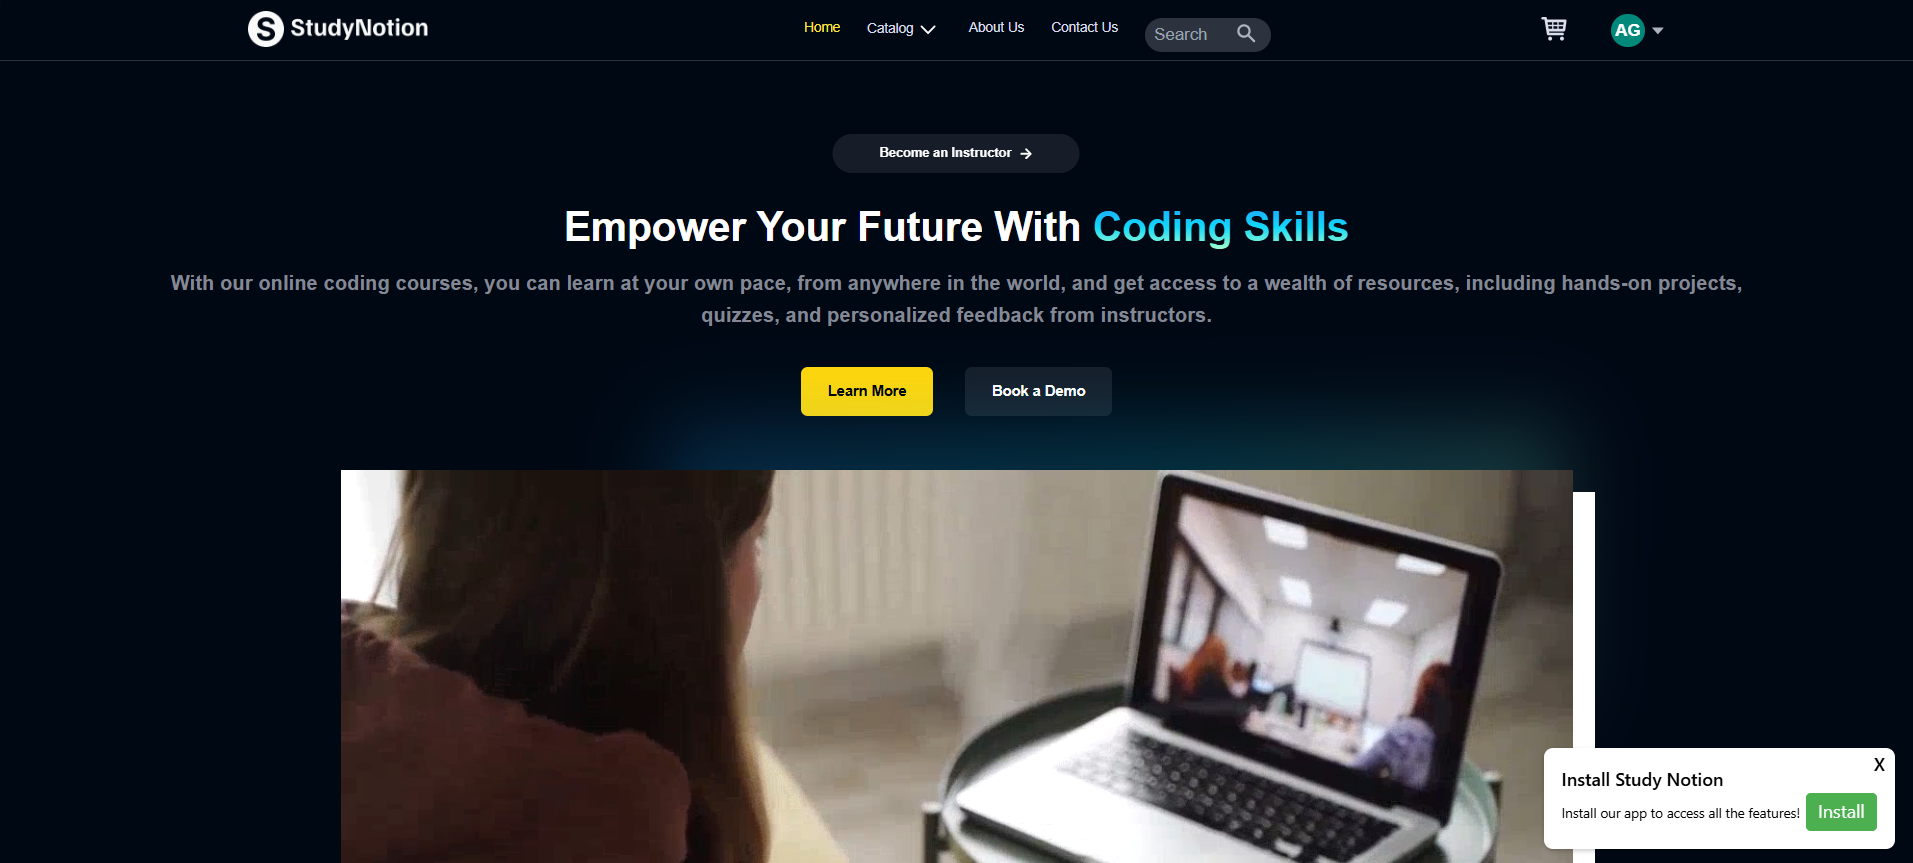 S StudyNotion
Home Catalog About Us Contact Us Search AG
Become an Instructor →
Empower Your Future With Coding Skills
With our online coding courses, you can learn at your own pace, from anywhere in the world, and get access to a wealth of resources, including hands-on projects,
quizzes, and personalized feedback from instructors.
Learn More Book a Demo
X
Install Study Notion
Install our app to access all the features! Install